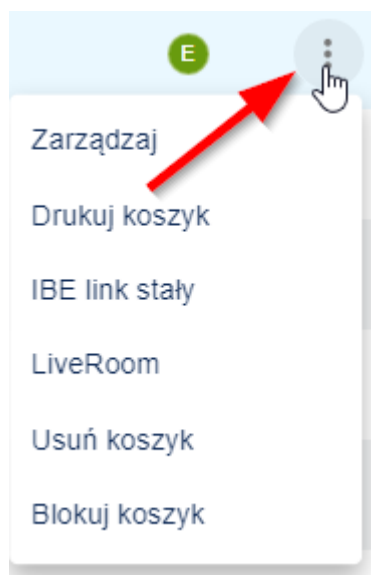 E
Zarządzaj
Drukuj koszyk
IBE link stały
LiveRoom
Usuń koszyk
Blokuj koszyk